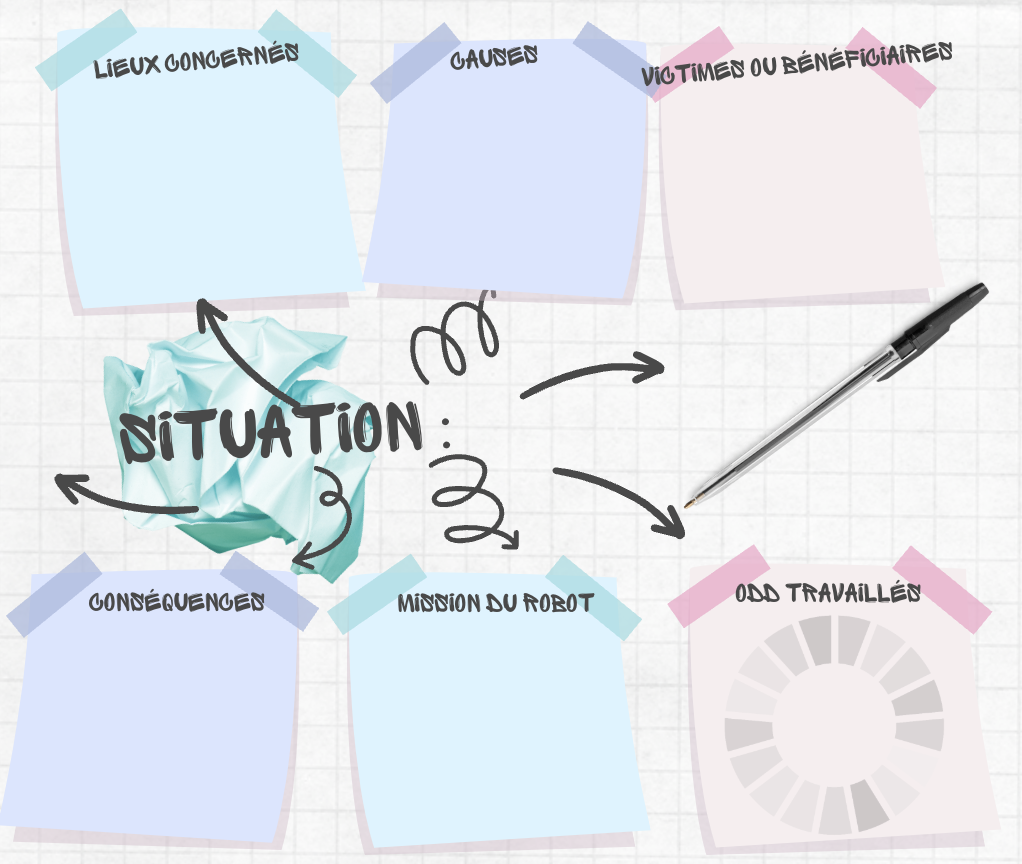 LIEUX CONCERNÉS
CAUSES
VICTIMES OU BÉNÉFICIAIRES
SITUATION :
CONSÉQUENCES
MISSION DU ROBOT
ODD TRAVAILLÉS